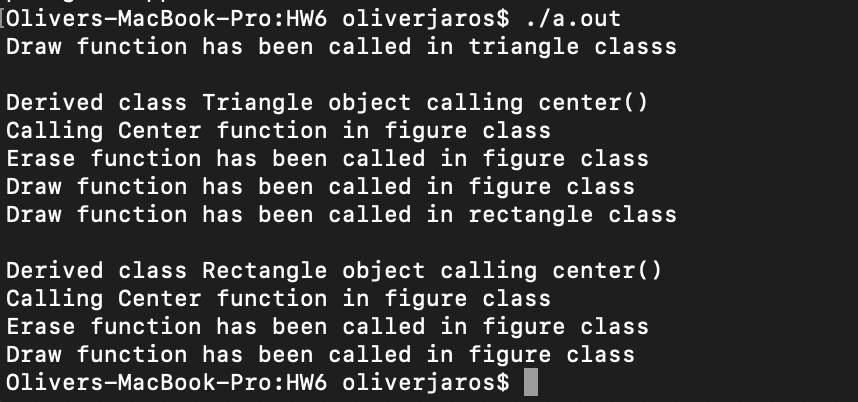 [Olivers-MacBook-Pro:HW6 oliverjaros$ ./a.out
Draw function has been called in triangle classs

Derived class Triangle object calling center()
Calling Center function in figure class
Erase function has been called in figure class
Draw function has been called in figure class
Draw function has been called in rectangle classs

Derived class Rectangle object calling center()
Calling Center function in figure class
Erase function has been called in figure class
Draw function has been called in figure class
Olivers-MacBook-Pro:HW6 oliverjaros$